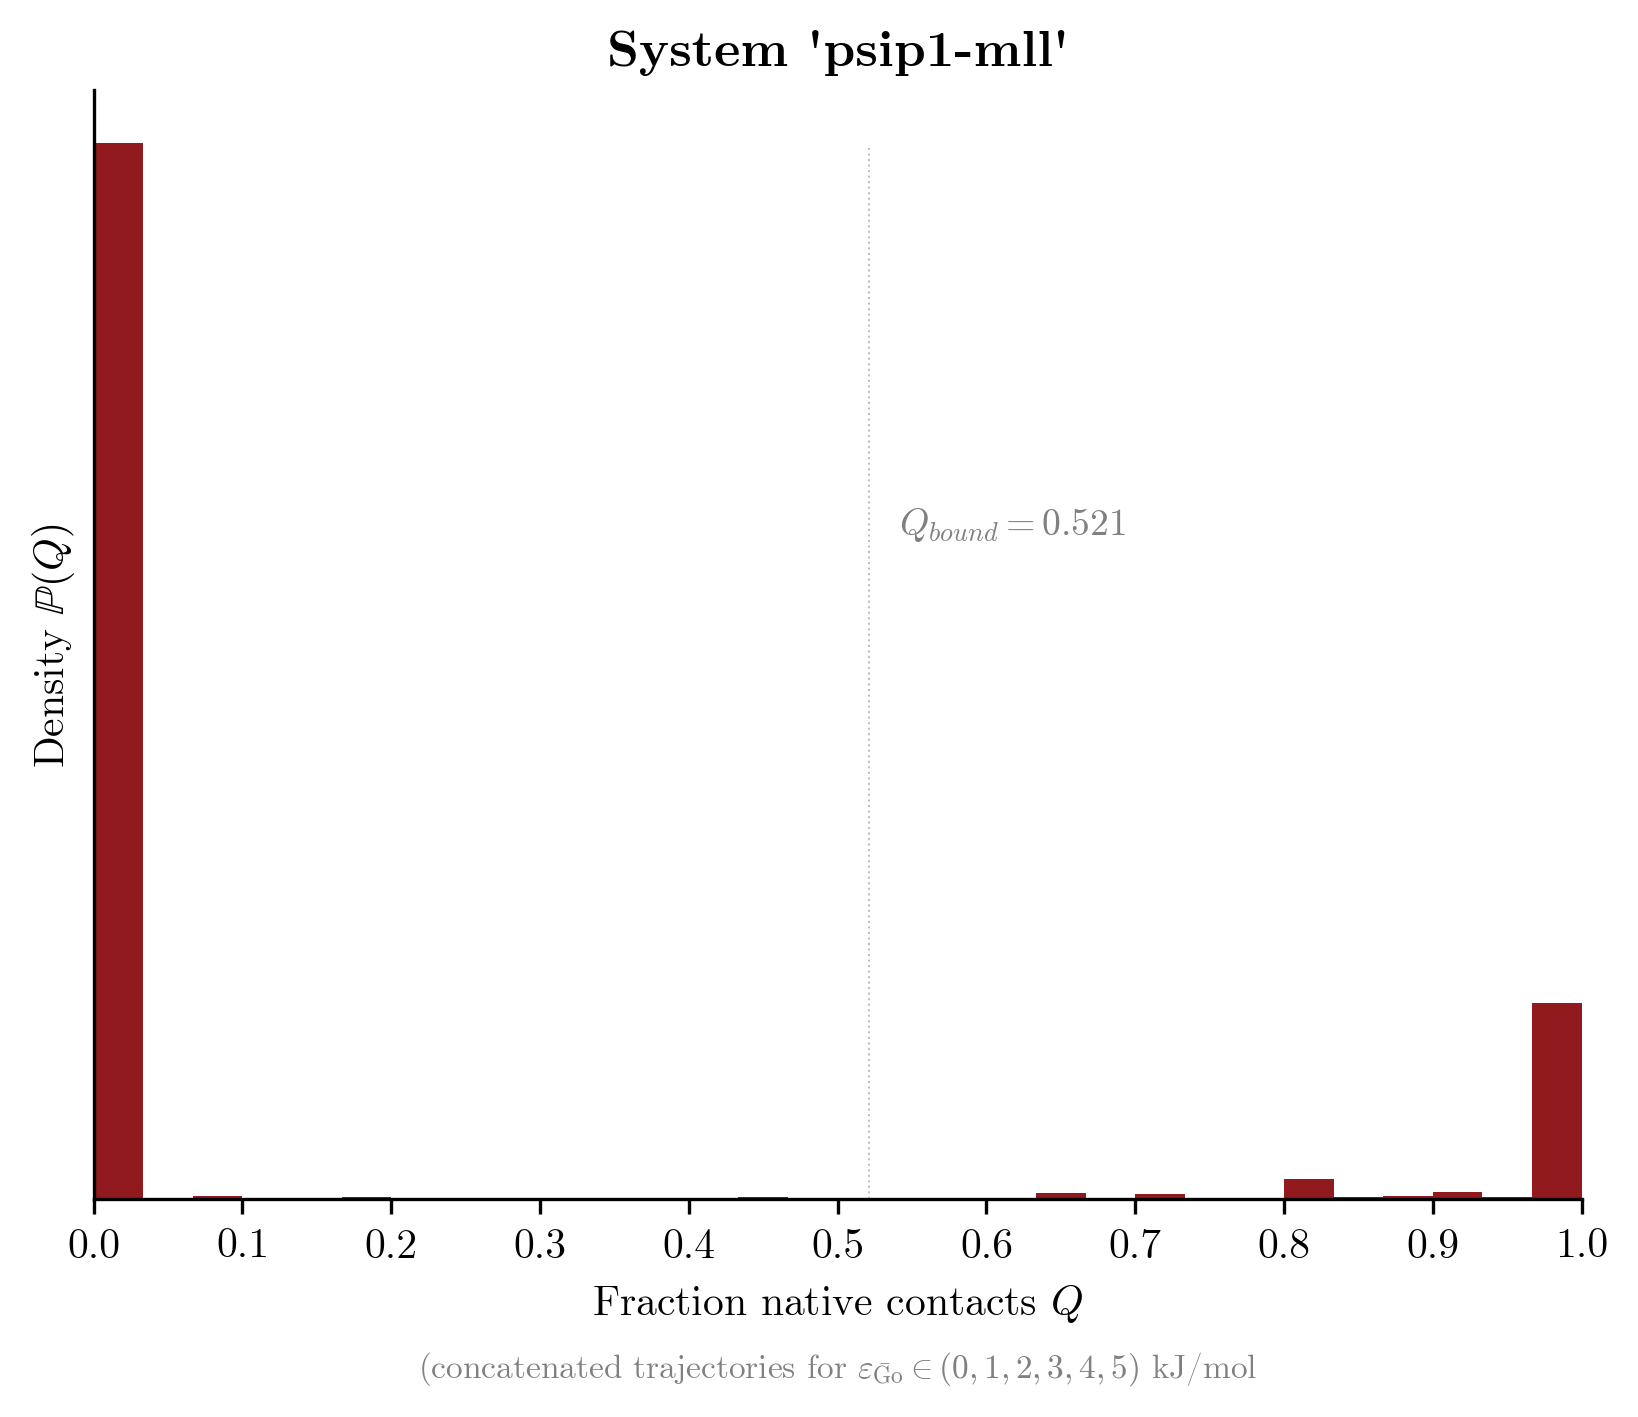 System 'psip1-mll'
Density ℙ(Q)
Q_bound = 0.521
0.0 0.1 0.2 0.3 0.4 0.5 0.6 0.7 0.8 0.9 1.0
Fraction native contacts Q
(concatenated trajectories for ε_Ḡo ∈ (0, 1, 2, 3, 4, 5) kJ/mol